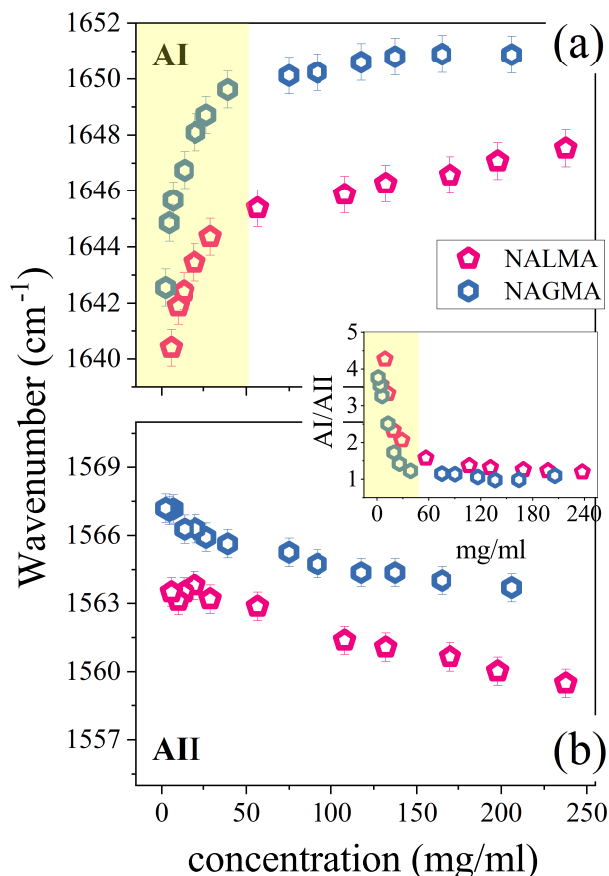 1652
(a)
AI
1650
1648
1646
1644
1642
1640
NALMA
NAGMA
5
4
3
2
1
AI/AII
0 60 120 180 240
mg/ml
Wavenumber (cm⁻¹)
1569
1566
1563
1560
1557
AII
(b)
0 50 100 150 200 250
concentration (mg/ml)